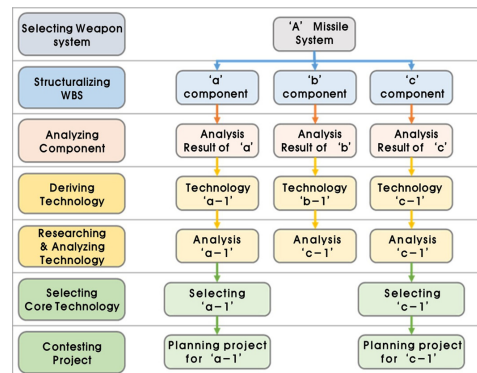 Selecting Weapon
system
‘A’ Missile
System
Structuralizing
WBS
‘a’
component
‘b’
component
‘c’
component
Analyzing
Component
Analysis
Result of ‘a’
Analysis
Result of ‘b’
Analysis
Result of ‘c’
Deriving
Technology
Technology
‘a-1’
Technology
‘b-1’
Technology
‘c-1’
Researching
& Analyzing
Technology
Analysis
‘a-1’
Analysis
‘c-1’
Analysis
‘c-1’
Selecting
Core Technology
Selecting
‘a-1’
Selecting
‘c-1’
Contesting
Project
Planning project
for ‘a-1’
Planning project
for ‘c-1’